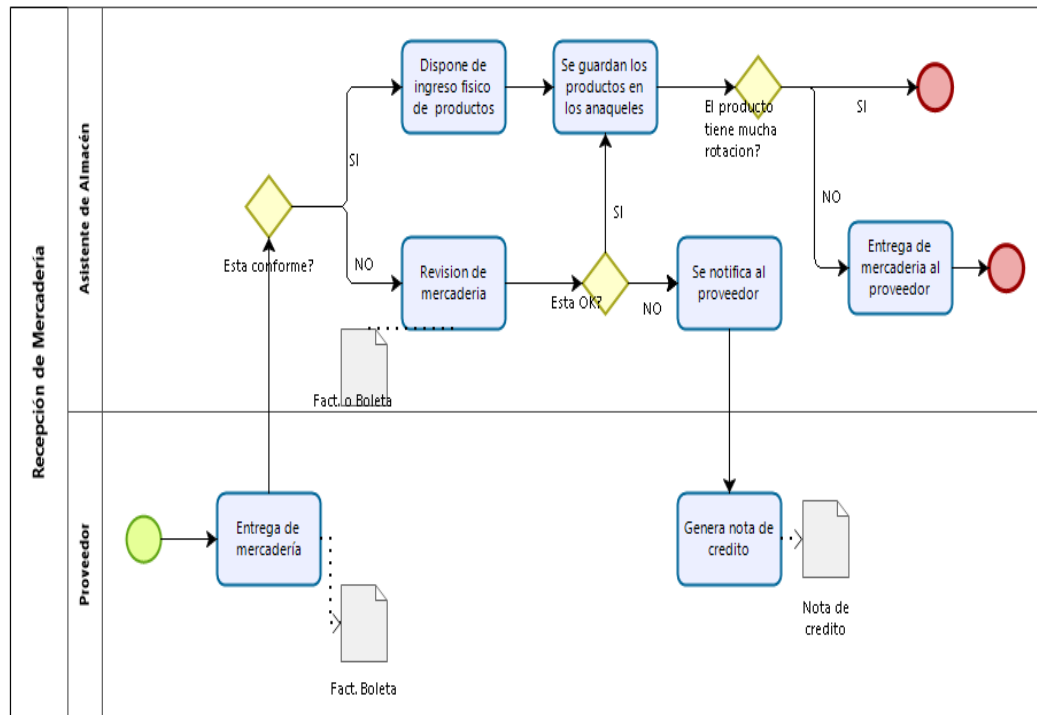 Recepción de Mercadería
Asistente de Almacén
Dispone de
ingreso fisico
de productos
Se guardan los
productos en
los anaqueles
El producto
tiene mucha
rotacion?
SI
SI
SI
NO
Esta conforme?
NO
Revision de
mercaderia
Esta OK?
NO
Se notifica al
proveedor
Entrega de
mercaderia al
proveedor
Fact. o Boleta
Proveedor
Entrega de
mercadería
Genera nota de
credito
Nota de
credito
Fact. Boleta